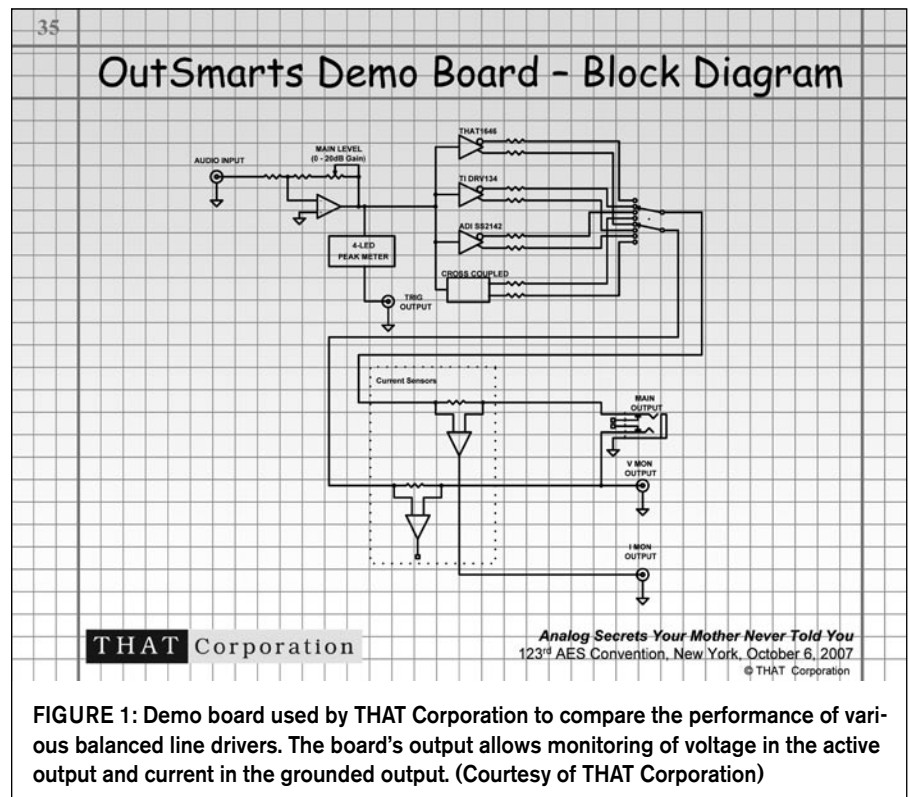 35
OutSmarts Demo Board – Block Diagram
THAT1646
MAIN LEVEL
(0 - 20dB Gain)
AUDIO INPUT
TI DRV134
ADI SS2142
4-LED
PEAK METER
CROSS COUPLED
TRIG
OUTPUT
Current Sensors
MAIN
OUTPUT
V MON
OUTPUT
I MON
OUTPUT
THAT Corporation
Analog Secrets Your Mother Never Told You
123rd AES Convention, New York, October 6, 2007
© THAT Corporation
FIGURE 1: Demo board used by THAT Corporation to compare the performance of vari-
ous balanced line drivers. The board's output allows monitoring of voltage in the active
output and current in the grounded output. (Courtesy of THAT Corporation)